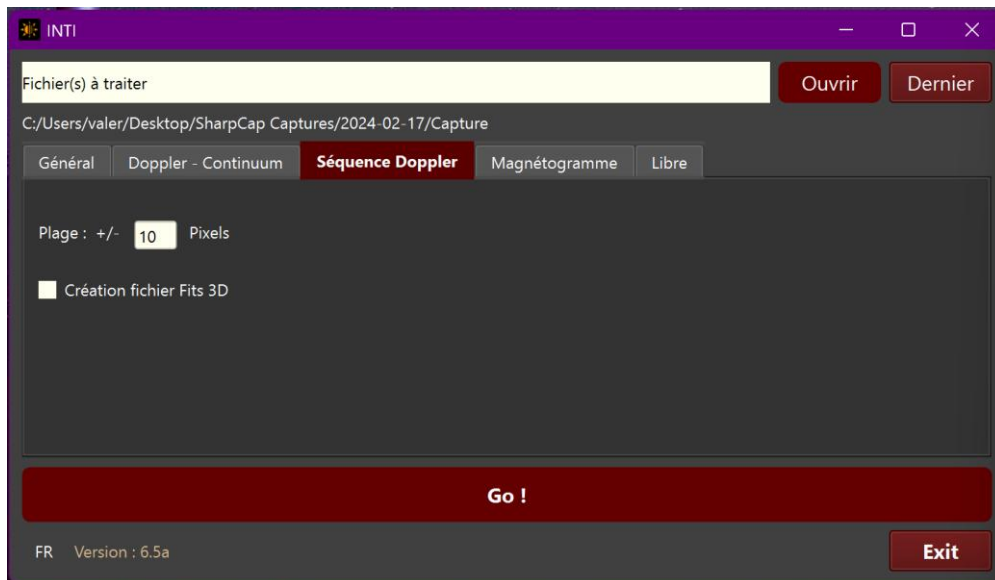 INTI
Fichier(s) à traiter Ouvrir Dernier
C:/Users/valer/Desktop/SharpCap Captures/2024-02-17/Capture
Général Doppler - Continuum Séquence Doppler Magnétogramme Libre
Plage : +/- 10 Pixels
Création fichier Fits 3D
Go !
FR Version : 6.5a Exit